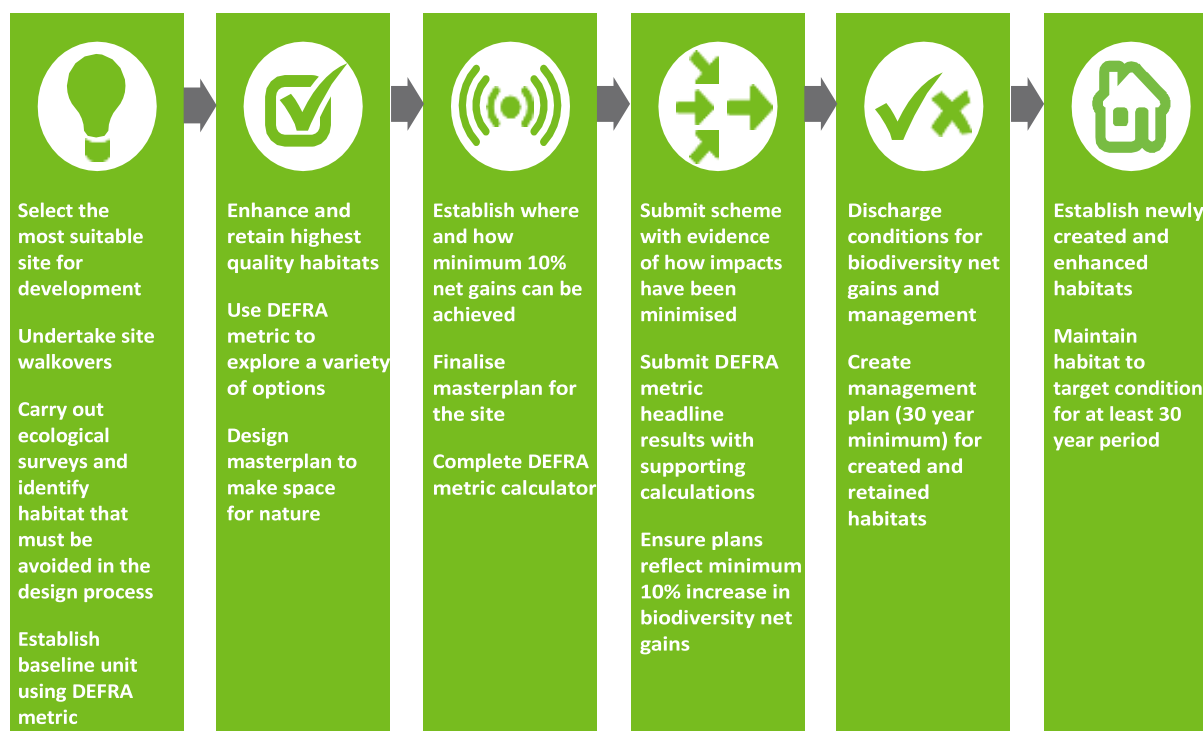 Select the
most suitable
site for
development
Undertake site
walkovers
Carry out
ecological
surveys and
identify
habitat that
must be
avoided in the
design process
Establish
baseline unit
using DEFRA
metric
Enhance and
retain highest
quality habitats
Use DEFRA
metric to
explore a variety
of options
Design
masterplan to
make space
for nature
Establish where
and how
minimum 10%
net gains can be
achieved
Finalise
masterplan for
the site
Complete DEFRA
metric calculator
Submit scheme
with evidence
of how impacts
have been
minimised
Submit DEFRA
metric
headline
results with
supporting
calculations
Ensure plans
reflect minimum
10% increase in
biodiversity net
gains
Discharge
conditions for
biodiversity net
gains and
management
Create
management
plan (30 year
minimum) for
created and
retained
habitats
Establish newly
created and
enhanced
habitats
Maintain
habitat to
target condition
for at least 30
year period